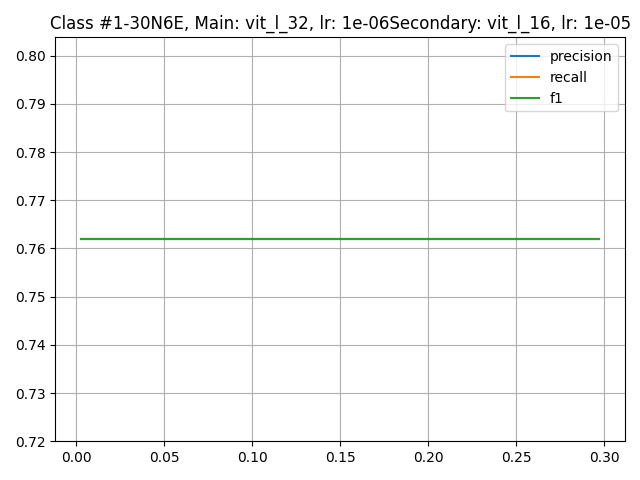 Class #1-30N6E, Main: vit_l_32, lr: 1e-06Secondary: vit_l_16, lr: 1e-05
precision
recall
f1
0.80
0.79
0.78
0.77
0.76
0.75
0.74
0.73
0.72
0.00 0.05 0.10 0.15 0.20 0.25 0.30